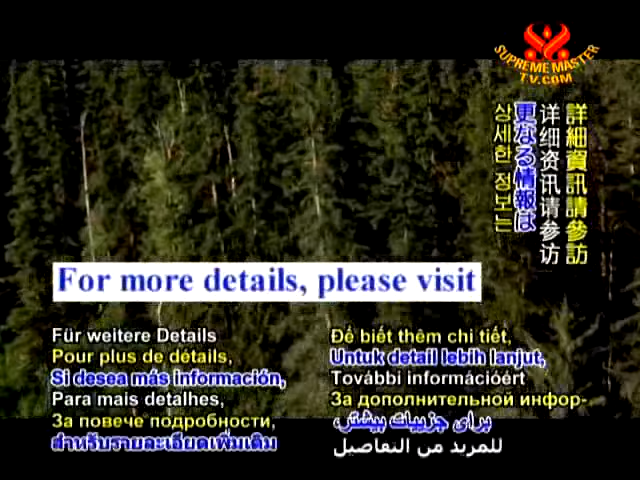 SUPREME MASTER
TV.COM
詳細資訊請參訪
详细资讯请参访
更なる情報は
상세한 정보는
For more details, please visit
Für weitere Details
Pour plus de détails,
Si desea más información,
Para mais detalhes,
За повече подробности,
สำหรับรายละเอียดเพิ่มเติม
Để biết thêm chi tiết,
Untuk detail lebih lanjut,
További információért
За дополнительной инфор-.
برای جزییات بیشتر،
للمزيد من التفاصيل